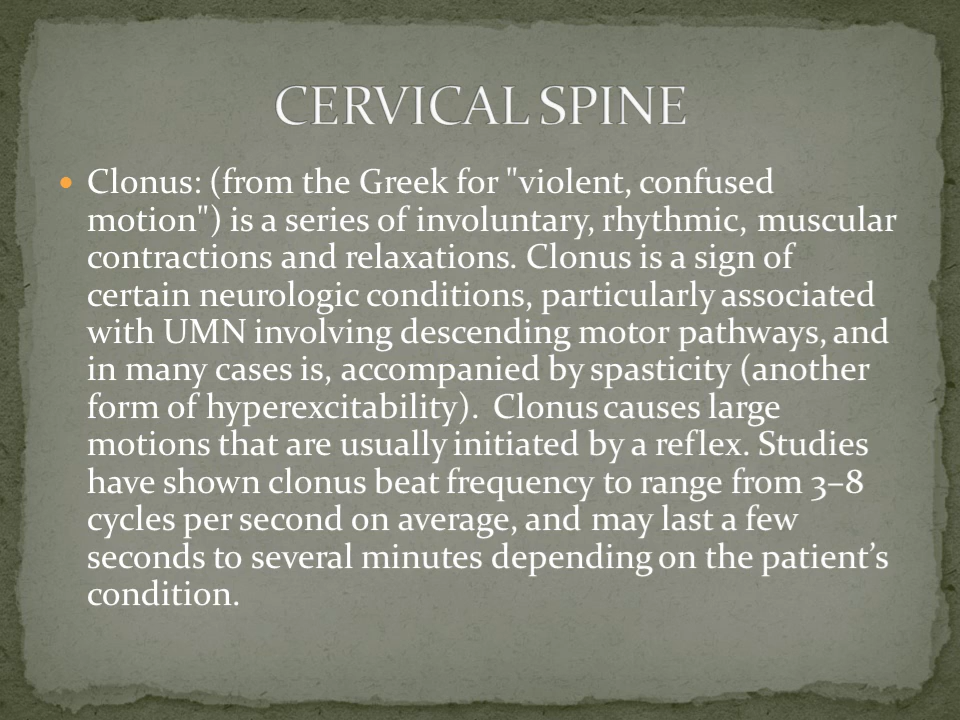 CERVICAL SPINE
• Clonus: (from the Greek for "violent, confused
motion") is a series of involuntary, rhythmic, muscular
contractions and relaxations. Clonus is a sign of
certain neurologic conditions, particularly associated
with UMN involving descending motor pathways, and
in many cases is, accompanied by spasticity (another
form of hyperexcitability).  Clonus causes large
motions that are usually initiated by a reflex. Studies
have shown clonus beat frequency to range from 3–8
cycles per second on average, and may last a few
seconds to several minutes depending on the patient’s
condition.